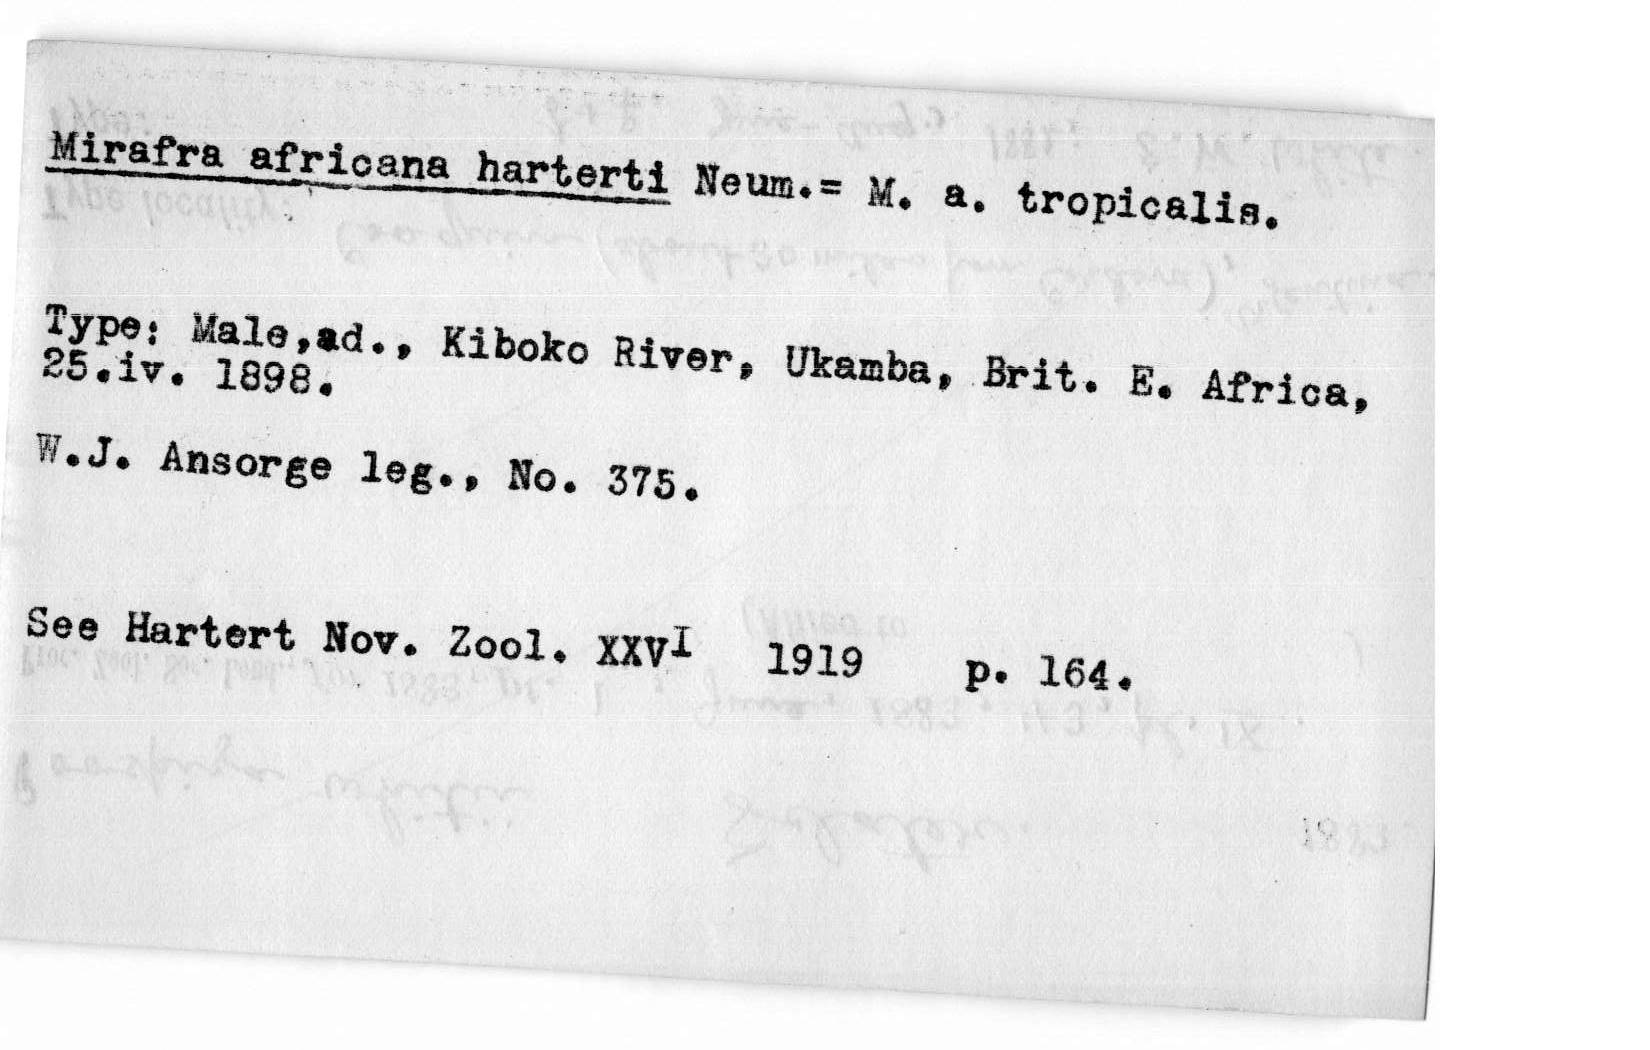 Mirafra africana harterti Neum.= M. a. tropicalis.
Type: Male,ad., Kiboko River, Ukamba, Brit. E. Africa,
25.iv. 1898.
W.J. Ansorge leg., No. 375.
See Hartert Nov. Zool. XXVI 1919 p. 164.